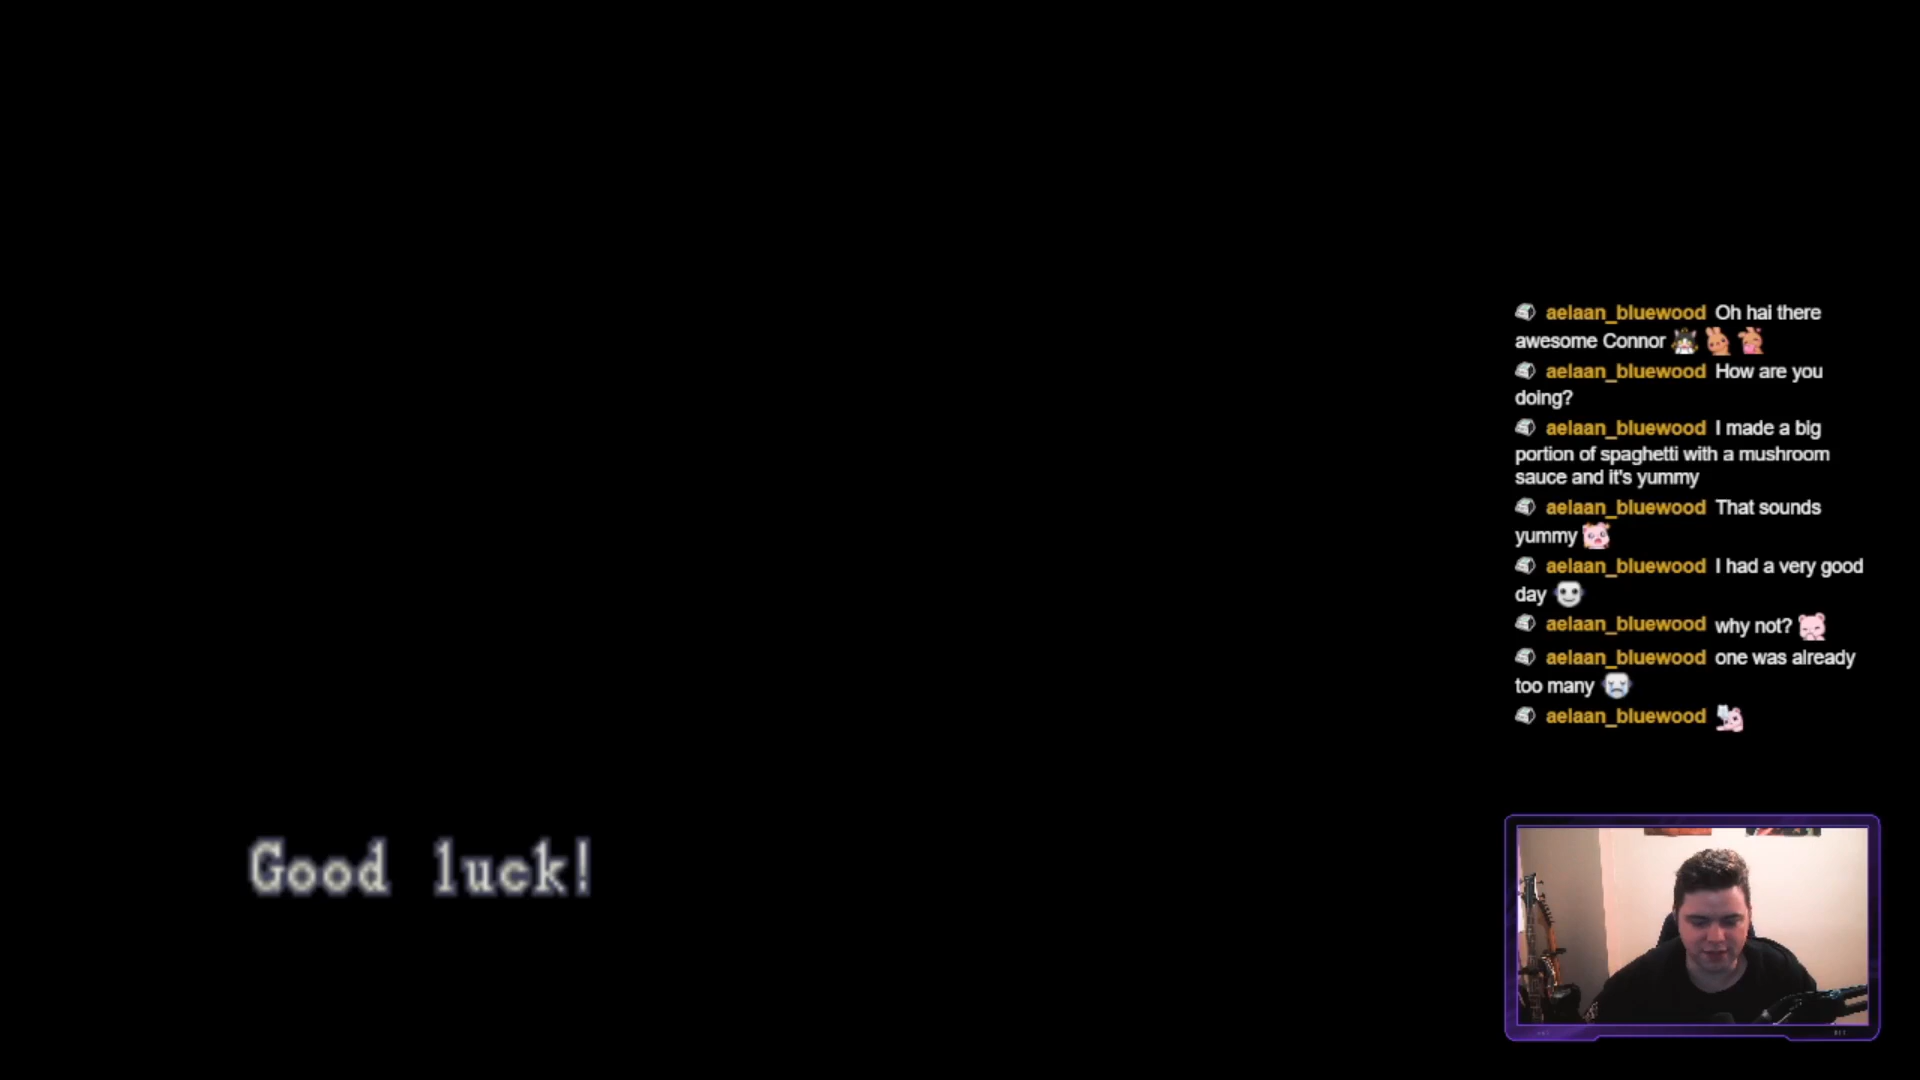 aelaan_bluewood Oh hai there
awesome Connor
aelaan_bluewood How are you
doing?
aelaan_bluewood I made a big
portion of spaghetti with a mushroom
sauce and it's yummy
aelaan_bluewood That sounds
yummy
aelaan_bluewood I had a very good
day
aelaan_bluewood why not?
aelaan_bluewood one was already
too many
aelaan_bluewood
Good luck!